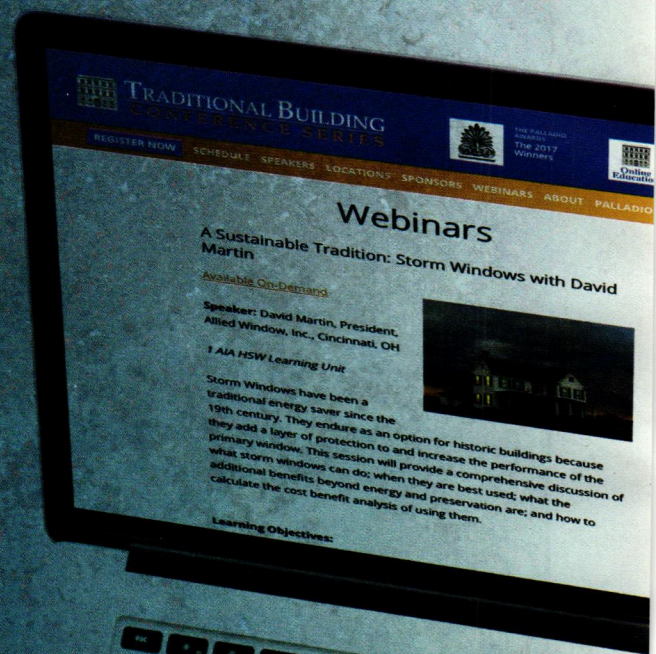 TRADITIONAL BUILDING
CONFERENCE SERIES
THE PALLADIO
AWARDS
The 2017
Winners
Online
REGISTER NOW SCHEDULE SPEAKERS LOCATIONS SPONSORS WEBINARS ABOUT PALLADIO
Webinars
A Sustainable Tradition: Storm Windows with David
Martin
Available On-Demand
Speaker: David Martin, President,
Allied Window, Inc., Cincinnati, OH
1 AIA HSW Learning Unit
Storm Windows have been a
traditional energy saver since the
19th century. They endure as an option for historic buildings because
they add a layer of protection to and increase the performance of the
primary window. This session will provide a comprehensive discussion of
what storm windows can do; when they are best used; what the
additional benefits beyond energy and preservation are; and how to
calculate the cost benefit analysis of using them.
Learning Objectives: